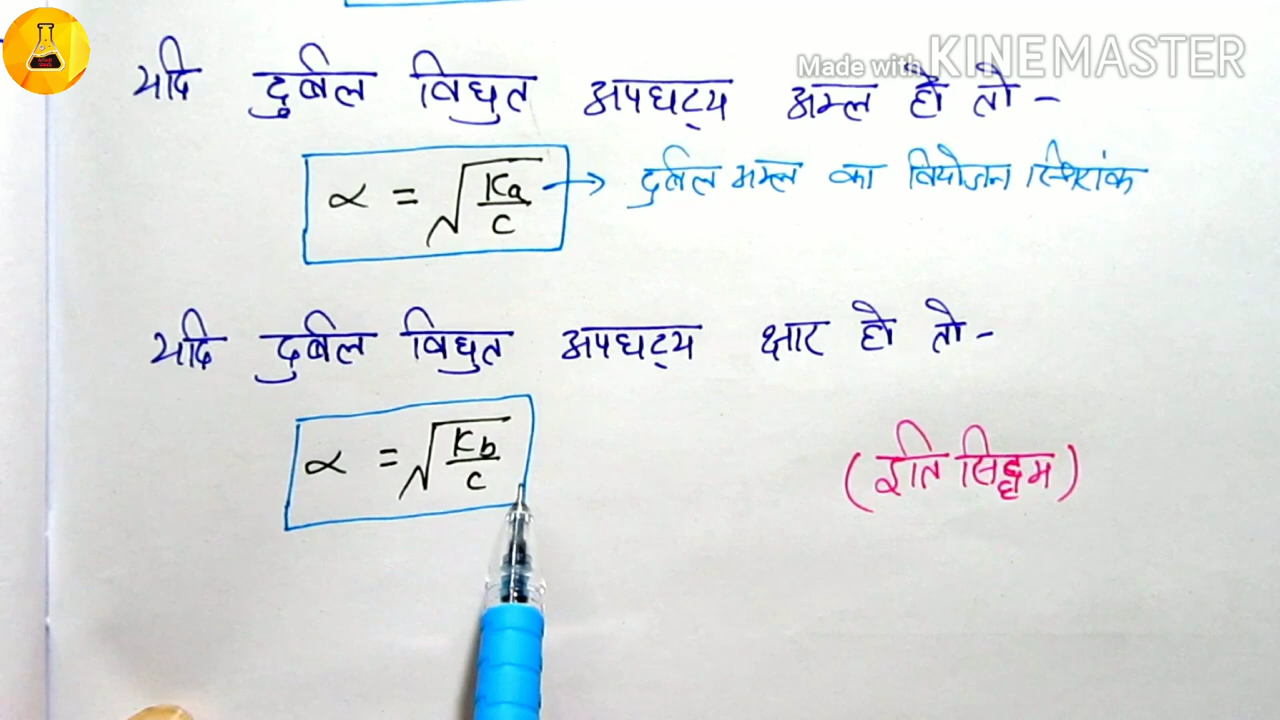 Made with KINEMASTER
यदि दुर्बल विधुत अपघट्य अम्ल हो तो -
α = √(Ka/c) → दुर्बल अम्ल का वियोजन स्थिरांक
यदि दुर्बल विधुत अपघट्य क्षार हो तो -
α = √(Kb/c)
(इति सिद्धम)